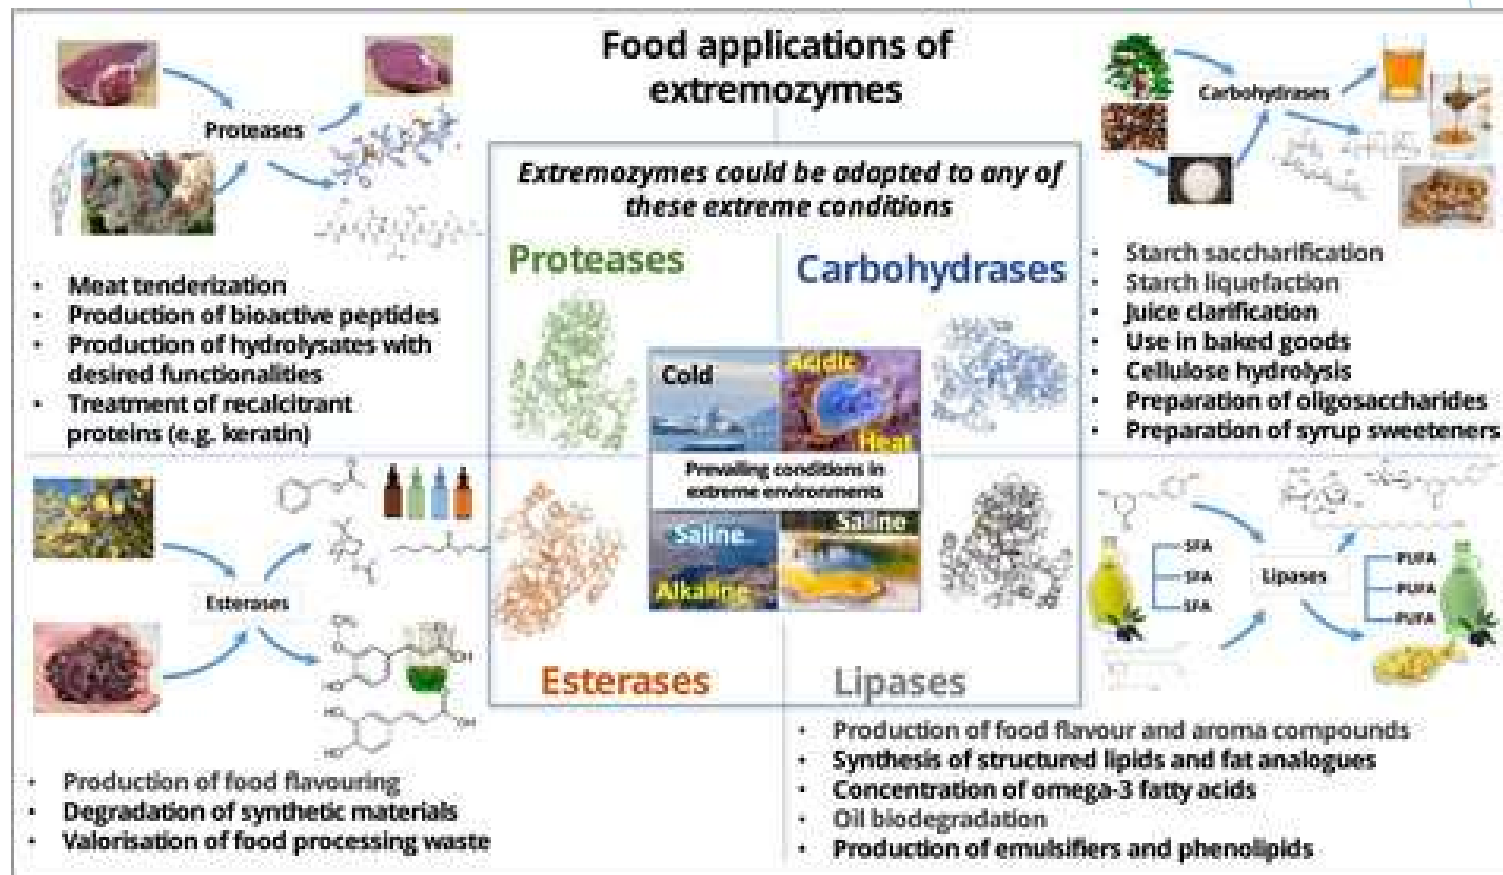 Food applications of
extremozymes
Proteases
• Meat tenderization
• Production of bioactive peptides
• Production of hydrolysates with
desired functionalities
• Treatment of recalcitrant
proteins (e.g. keratin)
Carbohydrases
• Starch saccharification
• Starch liquefaction
• Juice clarification
• Use in baked goods
• Cellulose hydrolysis
• Preparation of oligosaccharides
• Preparation of syrup sweeteners
Extremozymes could be adapted to any of
these extreme conditions
Proteases
Carbohydrases
Cold
Acidic
Heat
Prevailing conditions in
extreme environments
Saline
Alkaline
Saline
Esterases
Lipases
Esterases
CH₃
O
HO
OH
HO
HO
OH
• Production of food flavouring
• Degradation of synthetic materials
• Valorisation of food processing waste
SFA
SFA
SFA
Lipases
PUFA
PUFA
PUFA
• Production of food flavour and aroma compounds
• Synthesis of structured lipids and fat analogues
• Concentration of omega-3 fatty acids
• Oil biodegradation
• Production of emulsifiers and phenolipids